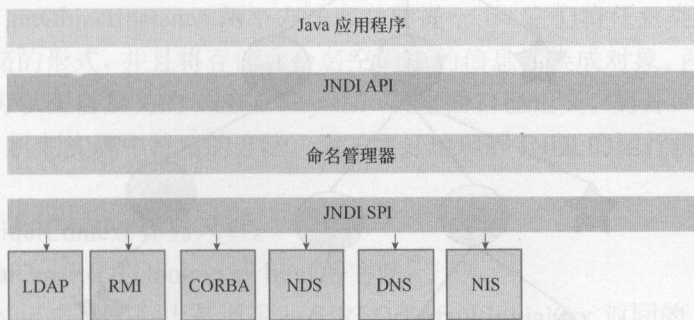 Java 应用程序
JNDI API
命名管理器
JNDI SPI
LDAP RMI CORBA NDS DNS NIS